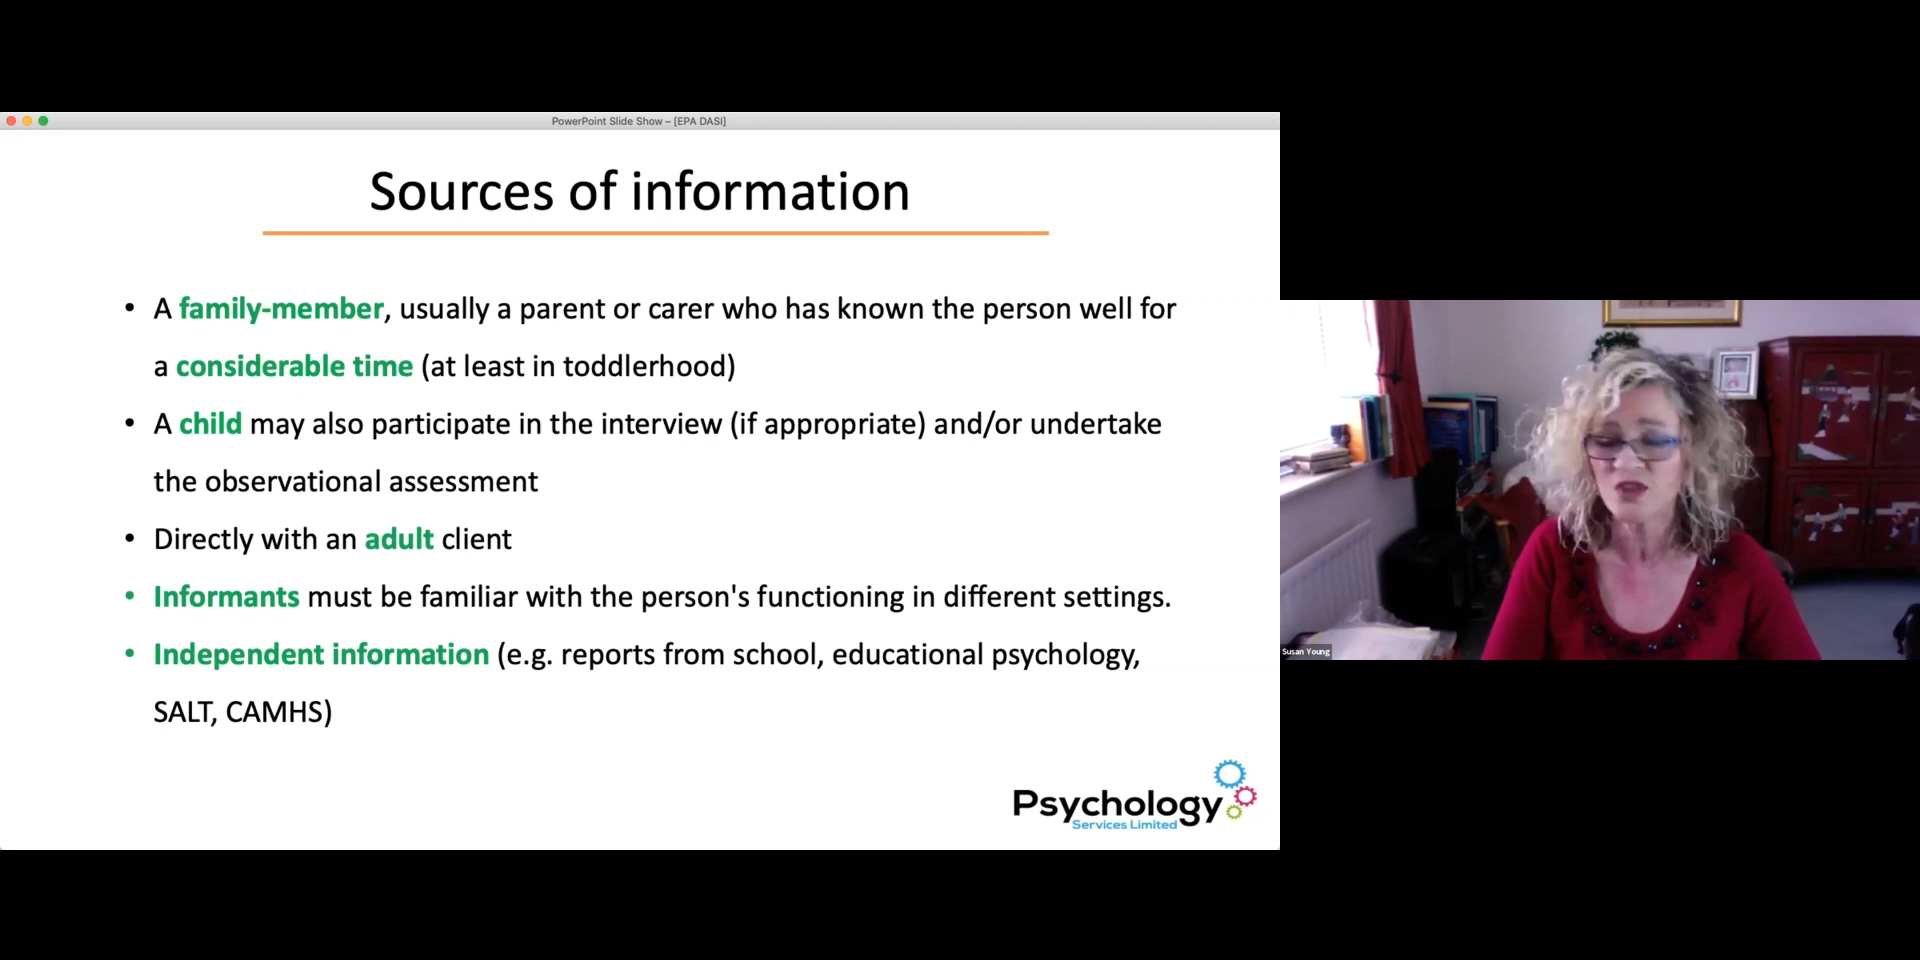 PowerPoint Slide Show – [EPA DASI]
Sources of information
• A family-member, usually a parent or carer who has known the person well for
a considerable time (at least in toddlerhood)
• A child may also participate in the interview (if appropriate) and/or undertake
the observational assessment
• Directly with an adult client
• Informants must be familiar with the person's functioning in different settings.
• Independent information (e.g. reports from school, educational psychology,
SALT, CAMHS)
Psychology
Services Limited
Susan Young